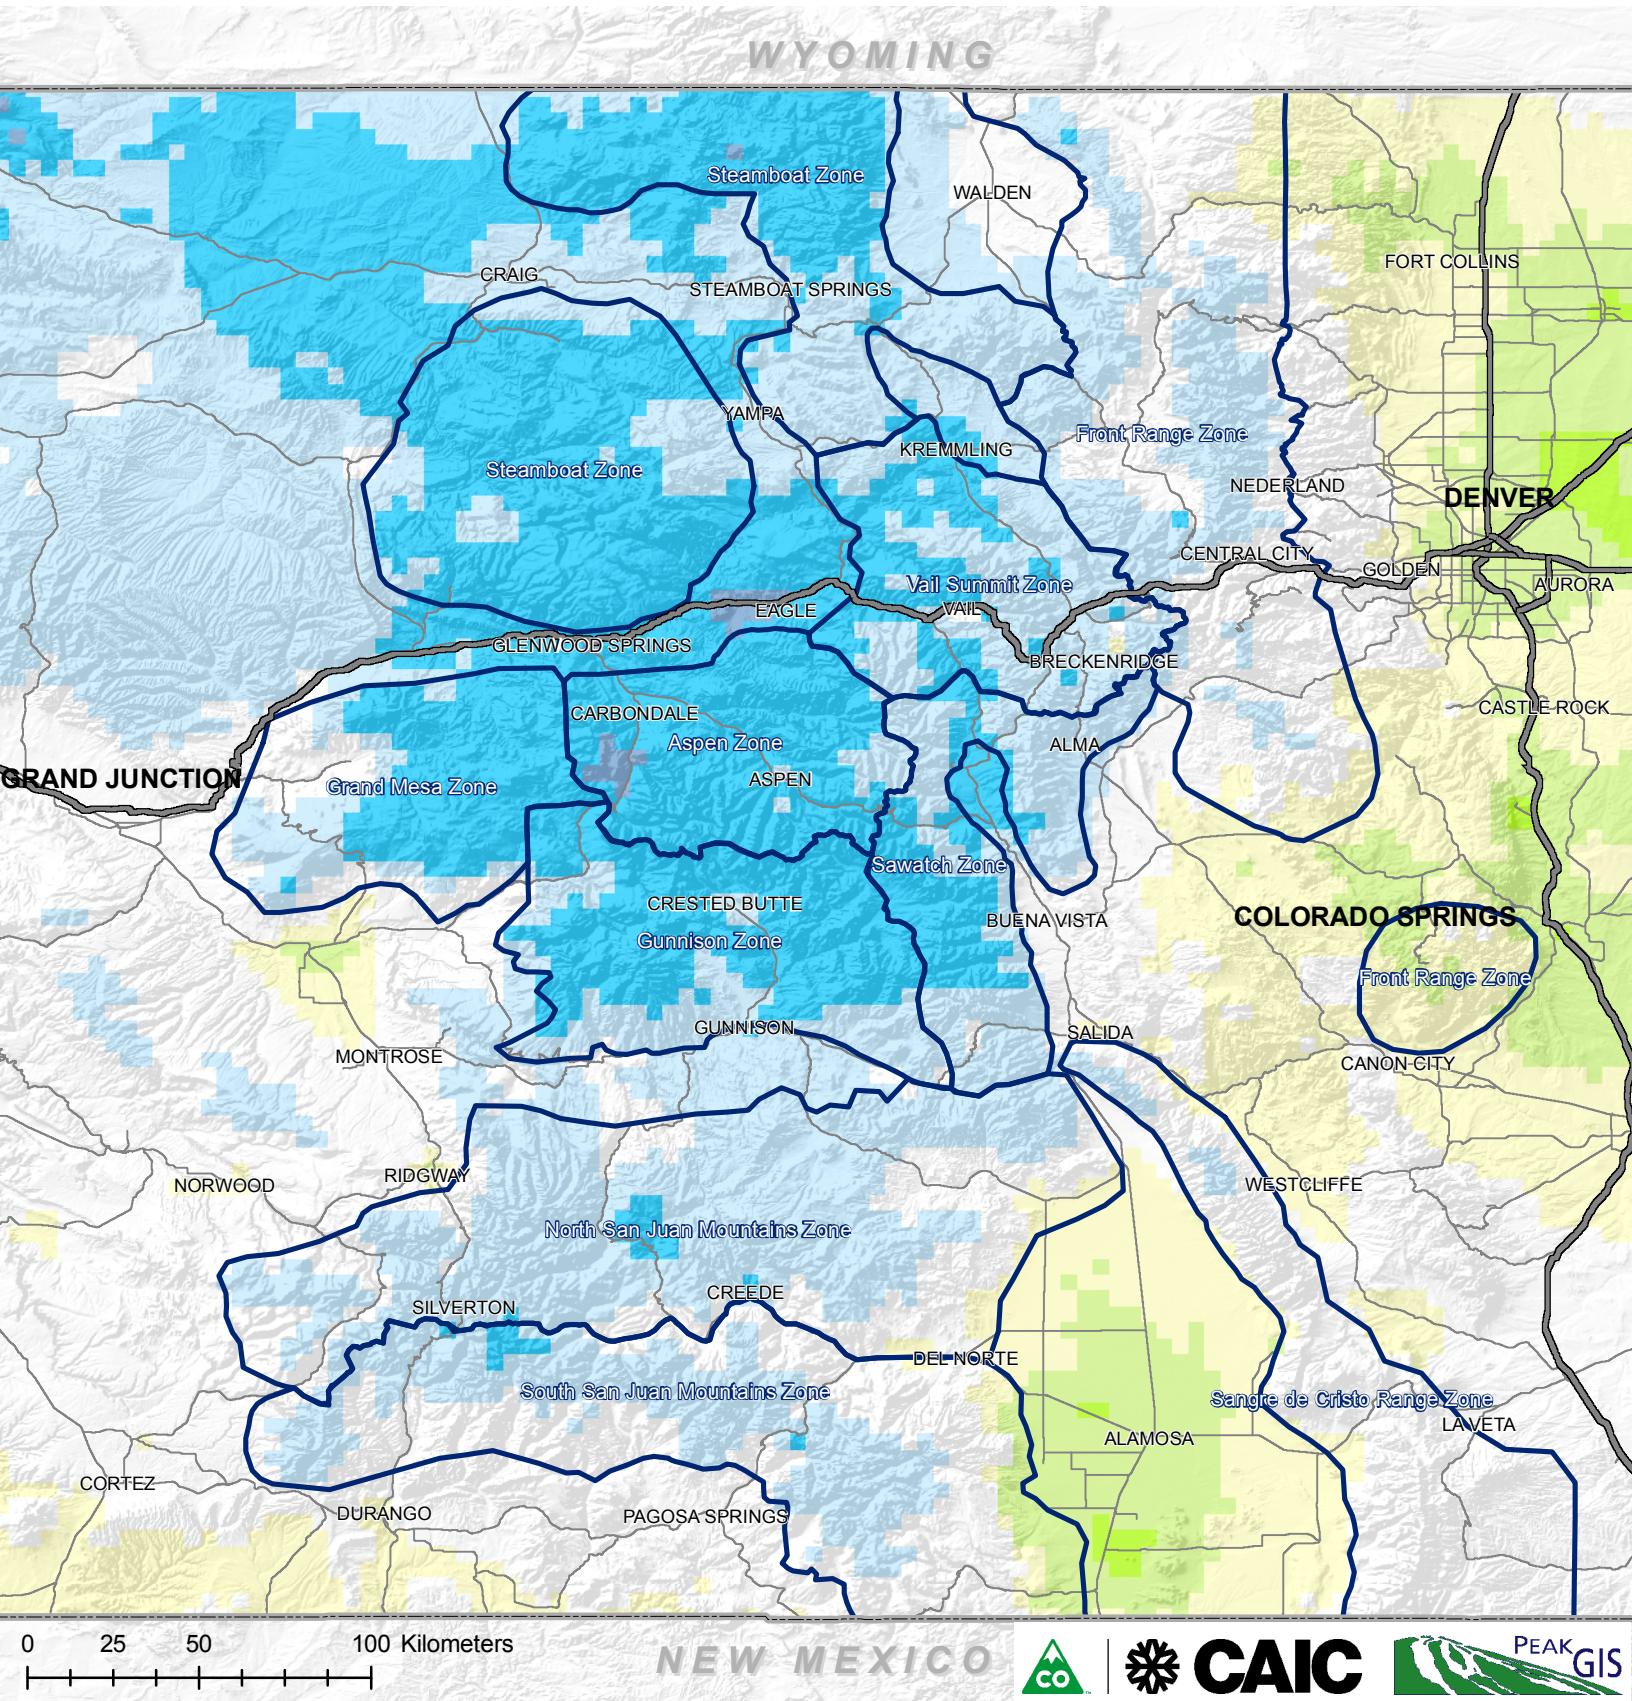 WYOMING
Steamboat Zone
WALDEN
FORT COLLINS
CRAIG
STEAMBOAT SPRINGS
YAMPA
Front Range Zone
KREMMLING
Steamboat Zone
NEDERLAND
DENVER
CENTRAL CITY
GOLDEN
AURORA
Vail Summit Zone
EAGLE
VAIL
GLENWOOD SPRINGS
BRECKENRIDGE
CARBONDALE
CASTLE ROCK
Aspen Zone
ALMA
GRAND JUNCTION
ASPEN
Grand Mesa Zone
Sawatch Zone
CRESTED BUTTE
BUENA VISTA
COLORADO SPRINGS
Gunnison Zone
Front Range Zone
GUNNISON
SALIDA
MONTROSE
CANON CITY
RIDGWAY
NORWOOD
WESTCLIFFE
North San Juan Mountains Zone
CREEDE
SILVERTON
DEL NORTE
South San Juan Mountains Zone
Sangre de Cristo Range Zone
LA VETA
ALAMOSA
CORTEZ
DURANGO
PAGOSA SPRINGS
0 25 50 100 Kilometers
NEW MEXICO
CO
CAIC
PEAK
GIS